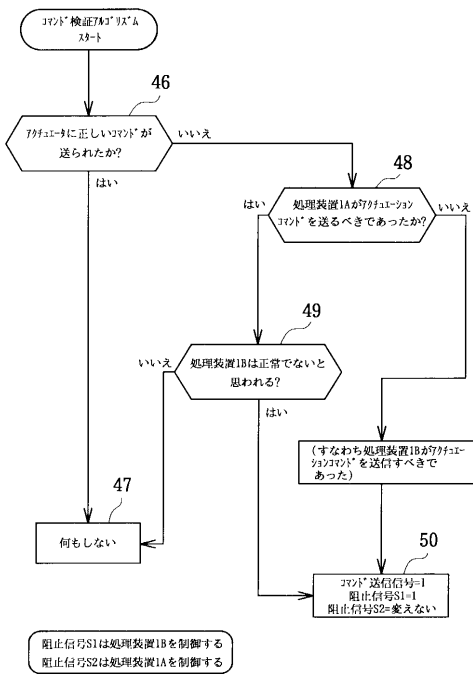 コマンド検証アルゴリズム
スタート
46
アクチュエータに正しいコマンドが
送られたか?
いいえ
はい
48
処理装置1Aがアクチュエーション
コマンドを送るべきであったか?
はい
いいえ
49
処理装置1Bは正常でないと
思われる?
いいえ
はい
(すなわち処理装置1Bがアクチュエー
ションコマンドを送信すべきで
あった)
47
何もしない
50
コマンド送信信号=1
阻止信号S1=1
阻止信号S2=変えない
阻止信号S1は処理装置1Bを制御する
阻止信号S2は処理装置1Aを制御する